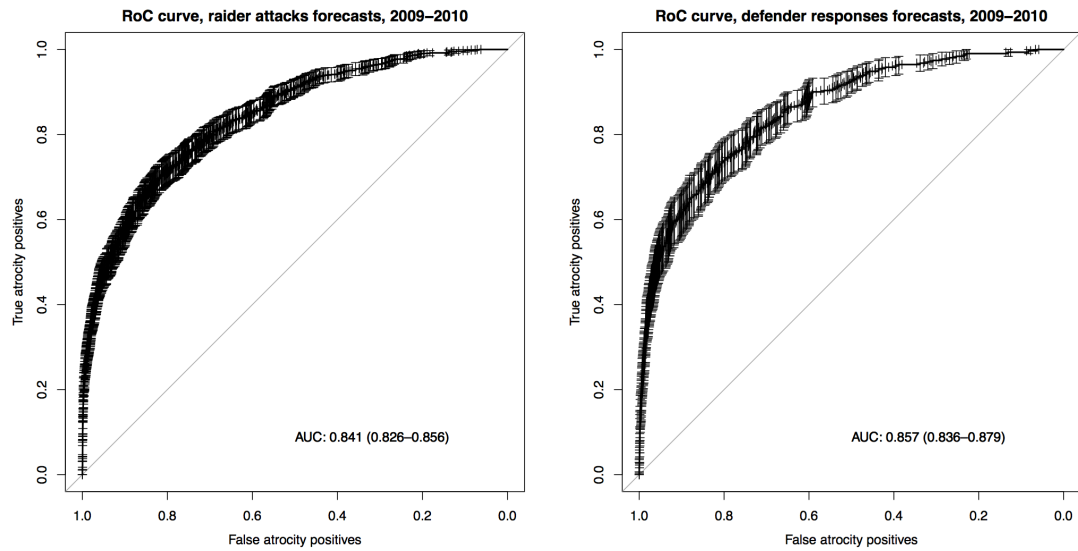 RoC curve, raider attacks forecasts, 2009–2010
True atrocity positives
0.0 0.2 0.4 0.6 0.8 1.0
AUC: 0.841 (0.826–0.856)
1.0 0.8 0.6 0.4 0.2 0.0
False atrocity positives
RoC curve, defender responses forecasts, 2009–2010
True atrocity positives
0.0 0.2 0.4 0.6 0.8 1.0
AUC: 0.857 (0.836–0.879)
1.0 0.8 0.6 0.4 0.2 0.0
False atrocity positives